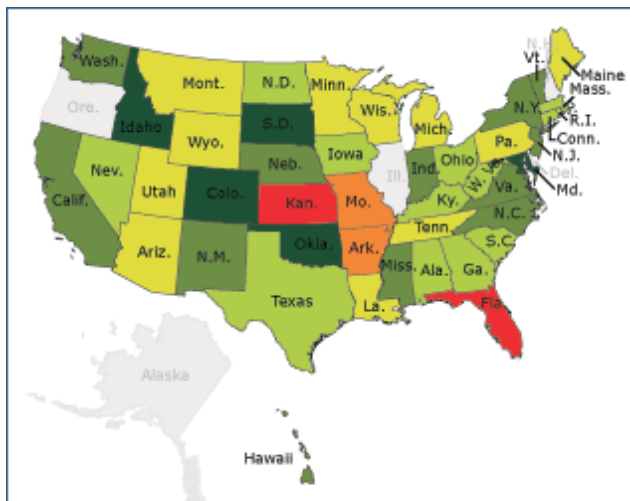 Wash.
Mont.
N.D.
Minn.
N.H.
Vt.
Maine
Mass.
Ore.
Idaho
S.D.
Wis.
Mich.
N.Y.
R.I.
Conn.
Wyo.
Iowa
Pa.
N.J.
Nev.
Neb.
Ill.
Ind.
Ohio
Del.
Md.
Calif.
Utah
Colo.
Kan.
Mo.
W. Va.
Va.
Ky.
N.C.
Ariz.
N.M.
Okla.
Ark.
Tenn.
S.C.
Texas
La.
Miss.
Ala.
Ga.
Fla.
Alaska
Hawaii